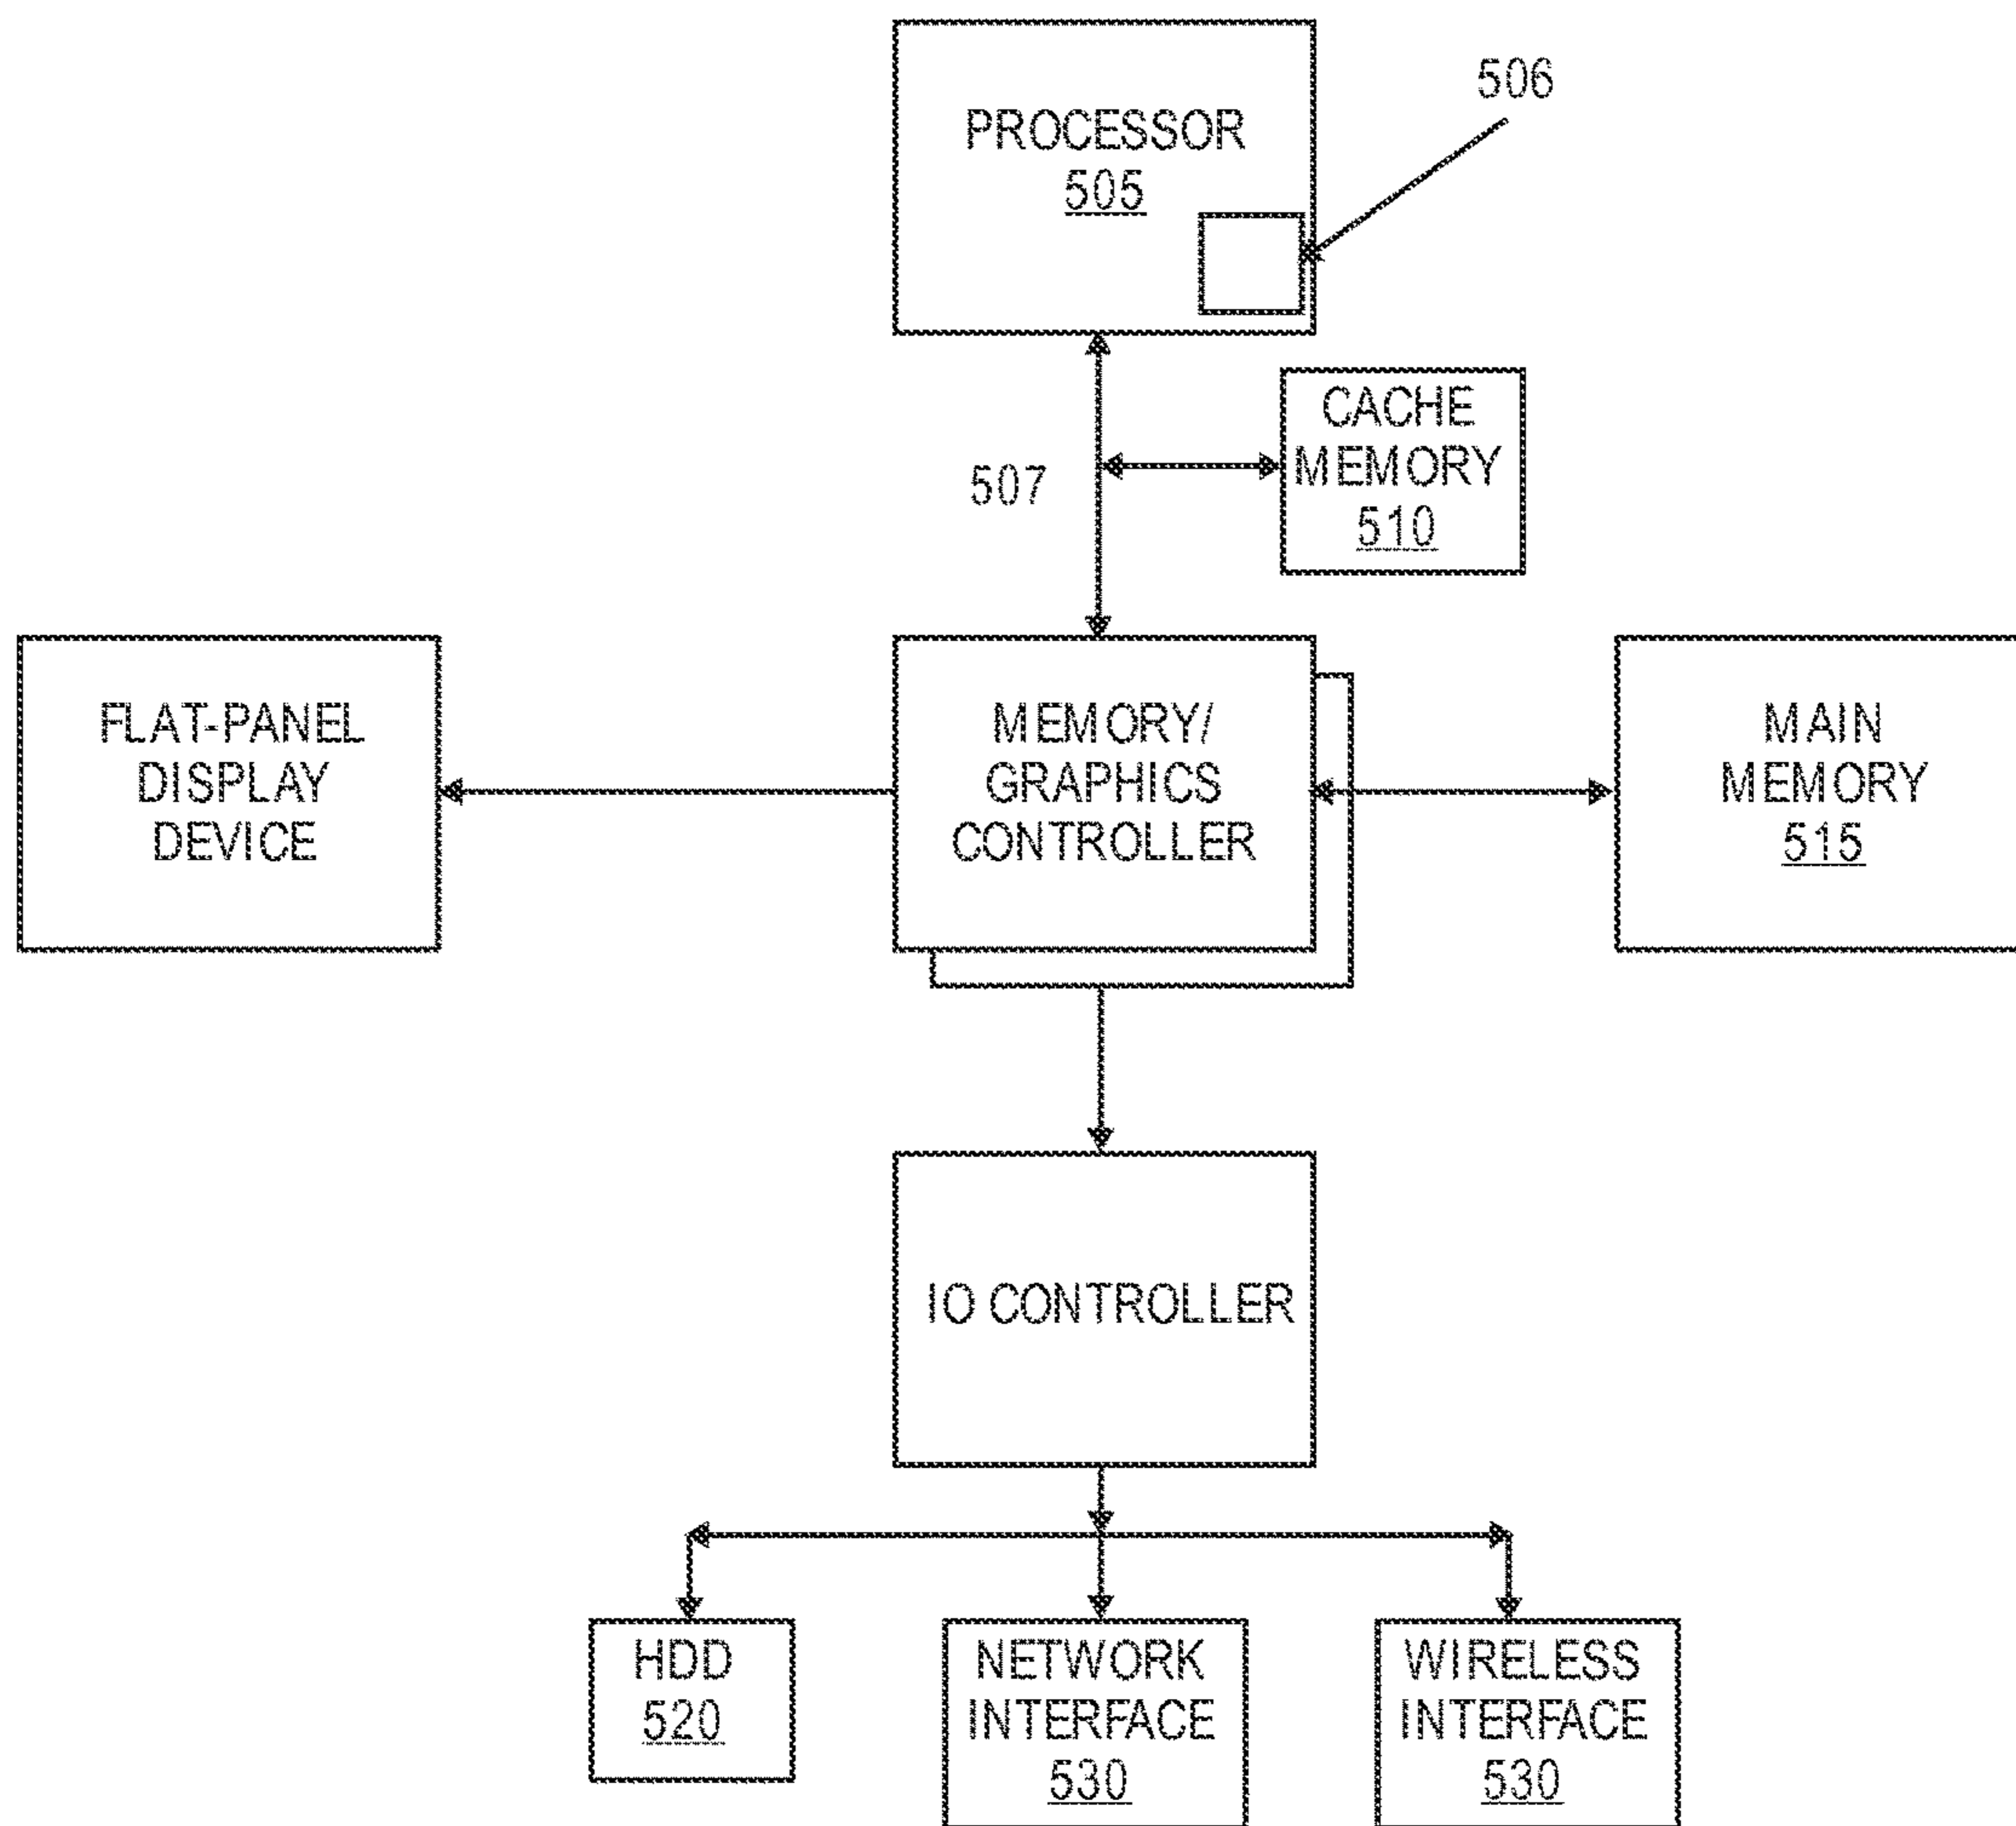 PROCESSOR
505
506
507
CACHE
MEMORY
510
FLAT-PANEL
DISPLAY
DEVICE
MEMORY/
GRAPHICS
CONTROLLER
MAIN
MEMORY
515
IO CONTROLLER
HDD
520
NETWORK
INTERFACE
530
WIRELESS
INTERFACE
530